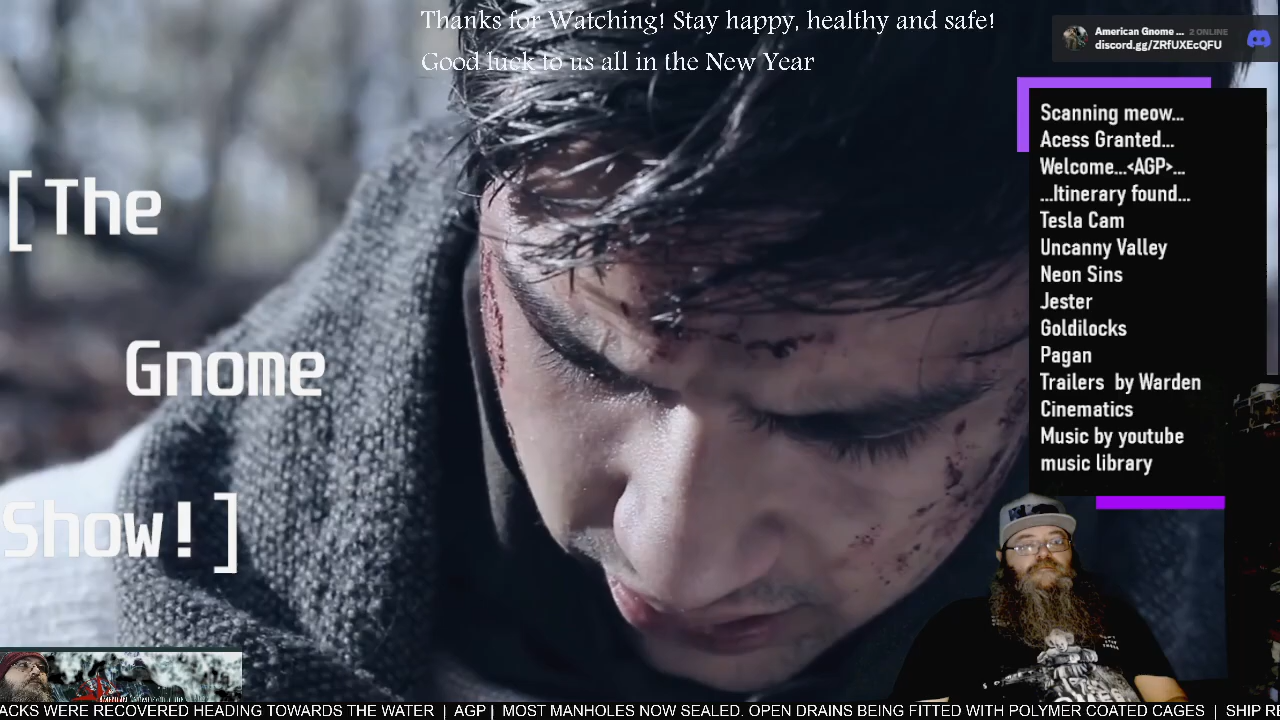 Thanks for Watching! Stay happy, healthy and safe!
Good luck to us all in the New Year
American Gnome ... 2 ONLINE
discord.gg/ZRfUXEcQFU
[The
Gnome
Show!]
Scanning meow...
Acess Granted...
Welcome...<AGP>...
...Itinerary found...
Tesla Cam
Uncanny Valley
Neon Sins
Jester
Goldilocks
Pagan
Trailers by Warden
Cinematics
Music by youtube
music library
ACKS WERE RECOVERED HEADING TOWARDS THE WATER | AGP | MOST MANHOLES NOW SEALED. OPEN DRAINS BEING FITTED WITH POLYMER COATED CAGES | SHIP RE